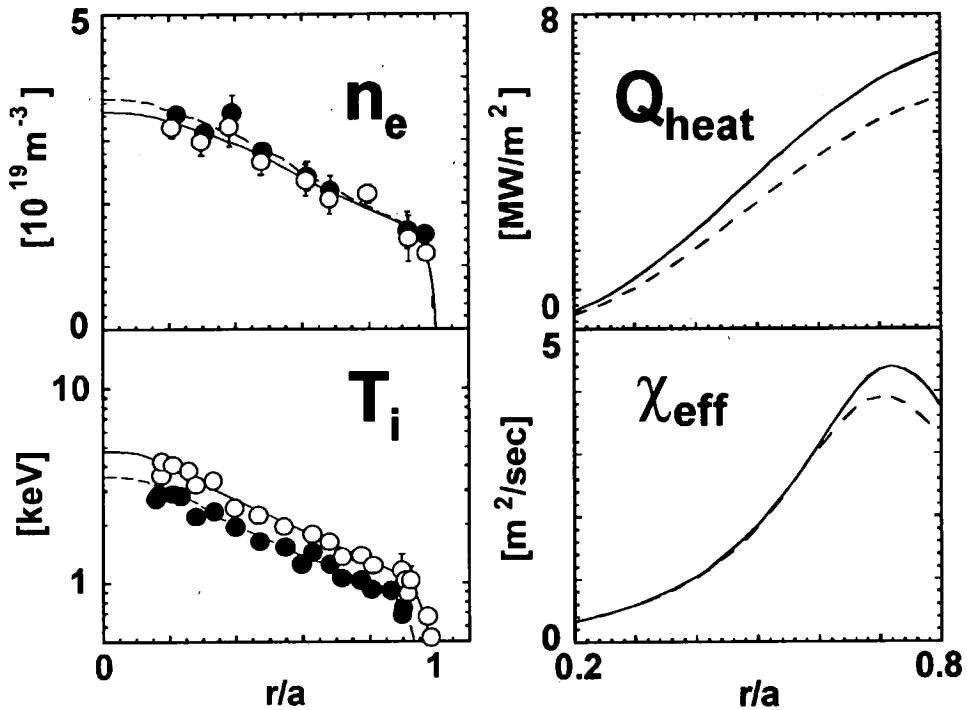 5
n_e
[10^19 m^-3]
0
10
T_i
[keV]
1
0
1
r/a
8
Q_heat
[MW/m^2]
0
5
χ_eff
[m^2/sec]
0
0.2
0.8
r/a